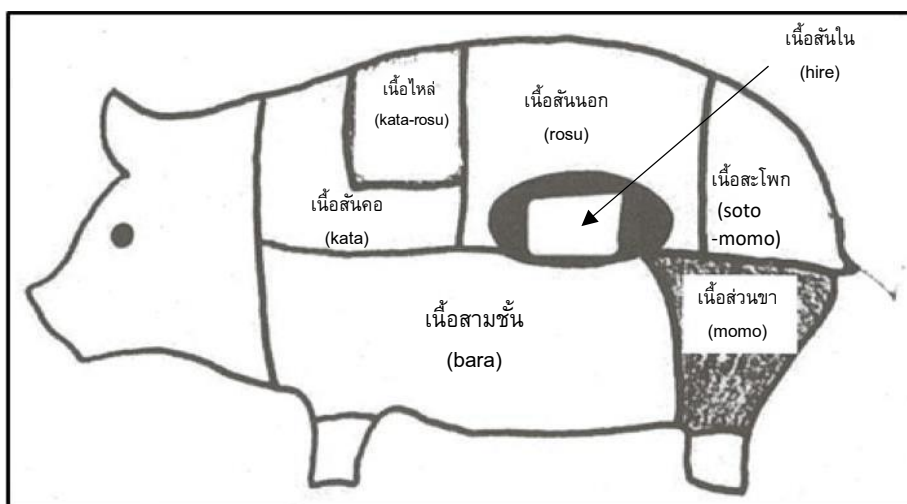 เนื้อสันใน
(hire)
เนื้อไหล่
(kata-rosu)
เนื้อสันนอก
(rosu)
เนื้อสันคอ
(kata)
เนื้อสะโพก
(soto
-momo)
เนื้อสามชั้น
(bara)
เนื้อส่วนขา
(momo)